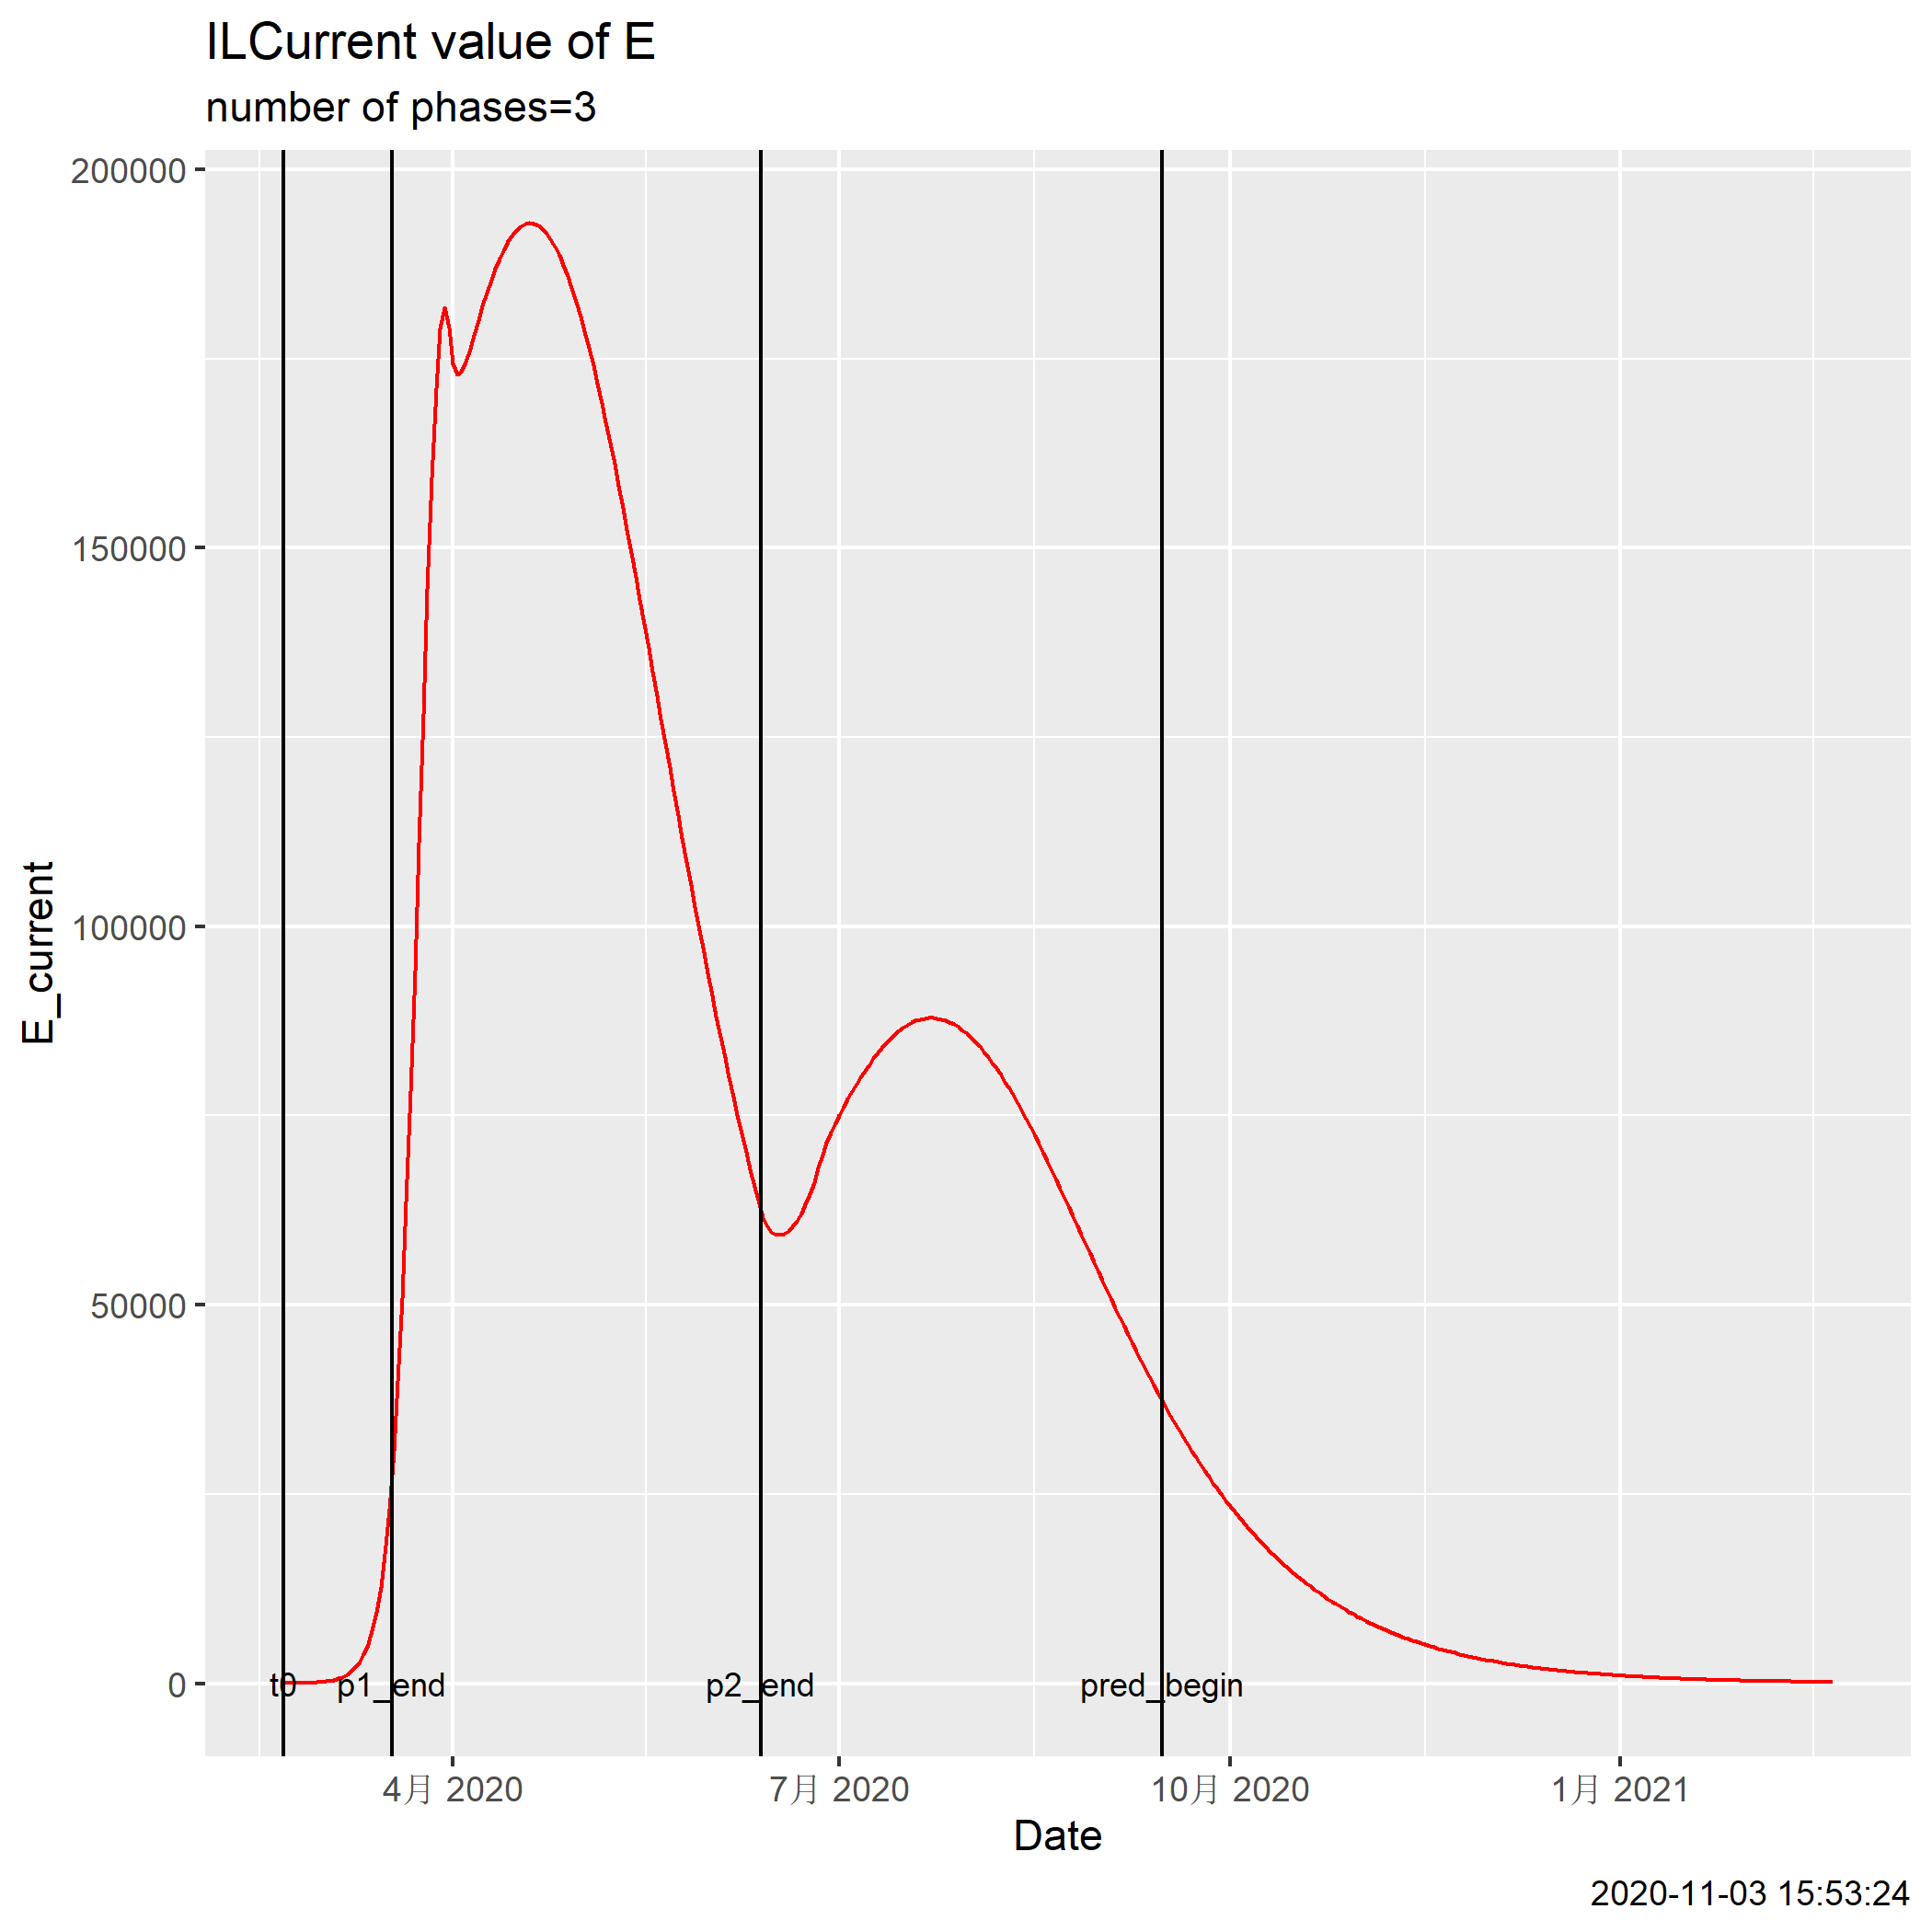 ILCurrent value of E
number of phases=3
200000
150000
100000
50000
0
E_current
t0
p1_end
p2_end
pred_begin
4月 2020
7月 2020
10月 2020
1月 2021
Date
2020-11-03 15:53:24